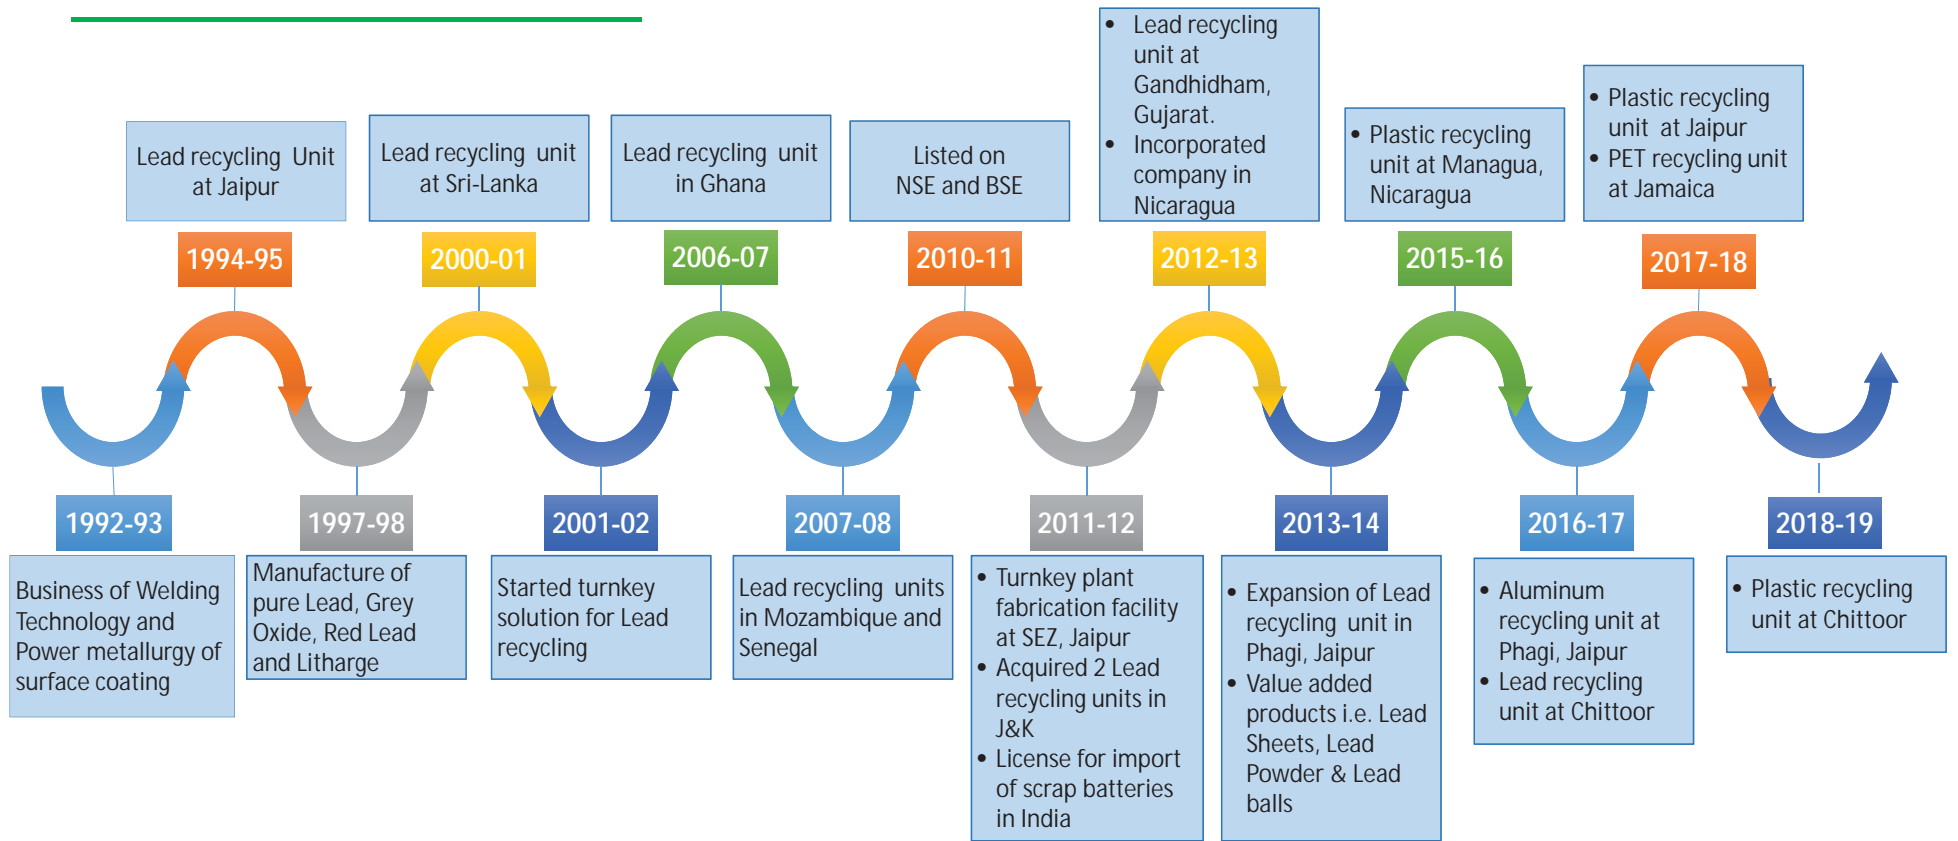 Lead recycling Unit
at Jaipur
1994-95
Lead recycling unit
at Sri-Lanka
2000-01
Lead recycling unit
in Ghana
2006-07
Listed on
NSE and BSE
2010-11
• Lead recycling
unit at
Gandhidham,
Gujarat.
• Incorporated
company in
Nicaragua
2012-13
• Plastic recycling
unit at Managua,
Nicaragua
2015-16
• Plastic recycling
unit at Jaipur
• PET recycling unit
at Jamaica
2017-18
1992-93
Business of Welding
Technology and
Power metallurgy of
surface coating
1997-98
Manufacture of
pure Lead, Grey
Oxide, Red Lead
and Litharge
2001-02
Started turnkey
solution for Lead
recycling
2007-08
Lead recycling units
in Mozambique and
Senegal
2011-12
• Turnkey plant
fabrication facility
at SEZ, Jaipur
• Acquired 2 Lead
recycling units in
J&K
• License for import
of scrap batteries
in India
2013-14
• Expansion of Lead
recycling unit in
Phagi, Jaipur
• Value added
products i.e. Lead
Sheets, Lead
Powder & Lead
balls
2016-17
• Aluminum
recycling unit at
Phagi, Jaipur
• Lead recycling
unit at Chittoor
2018-19
• Plastic recycling
unit at Chittoor